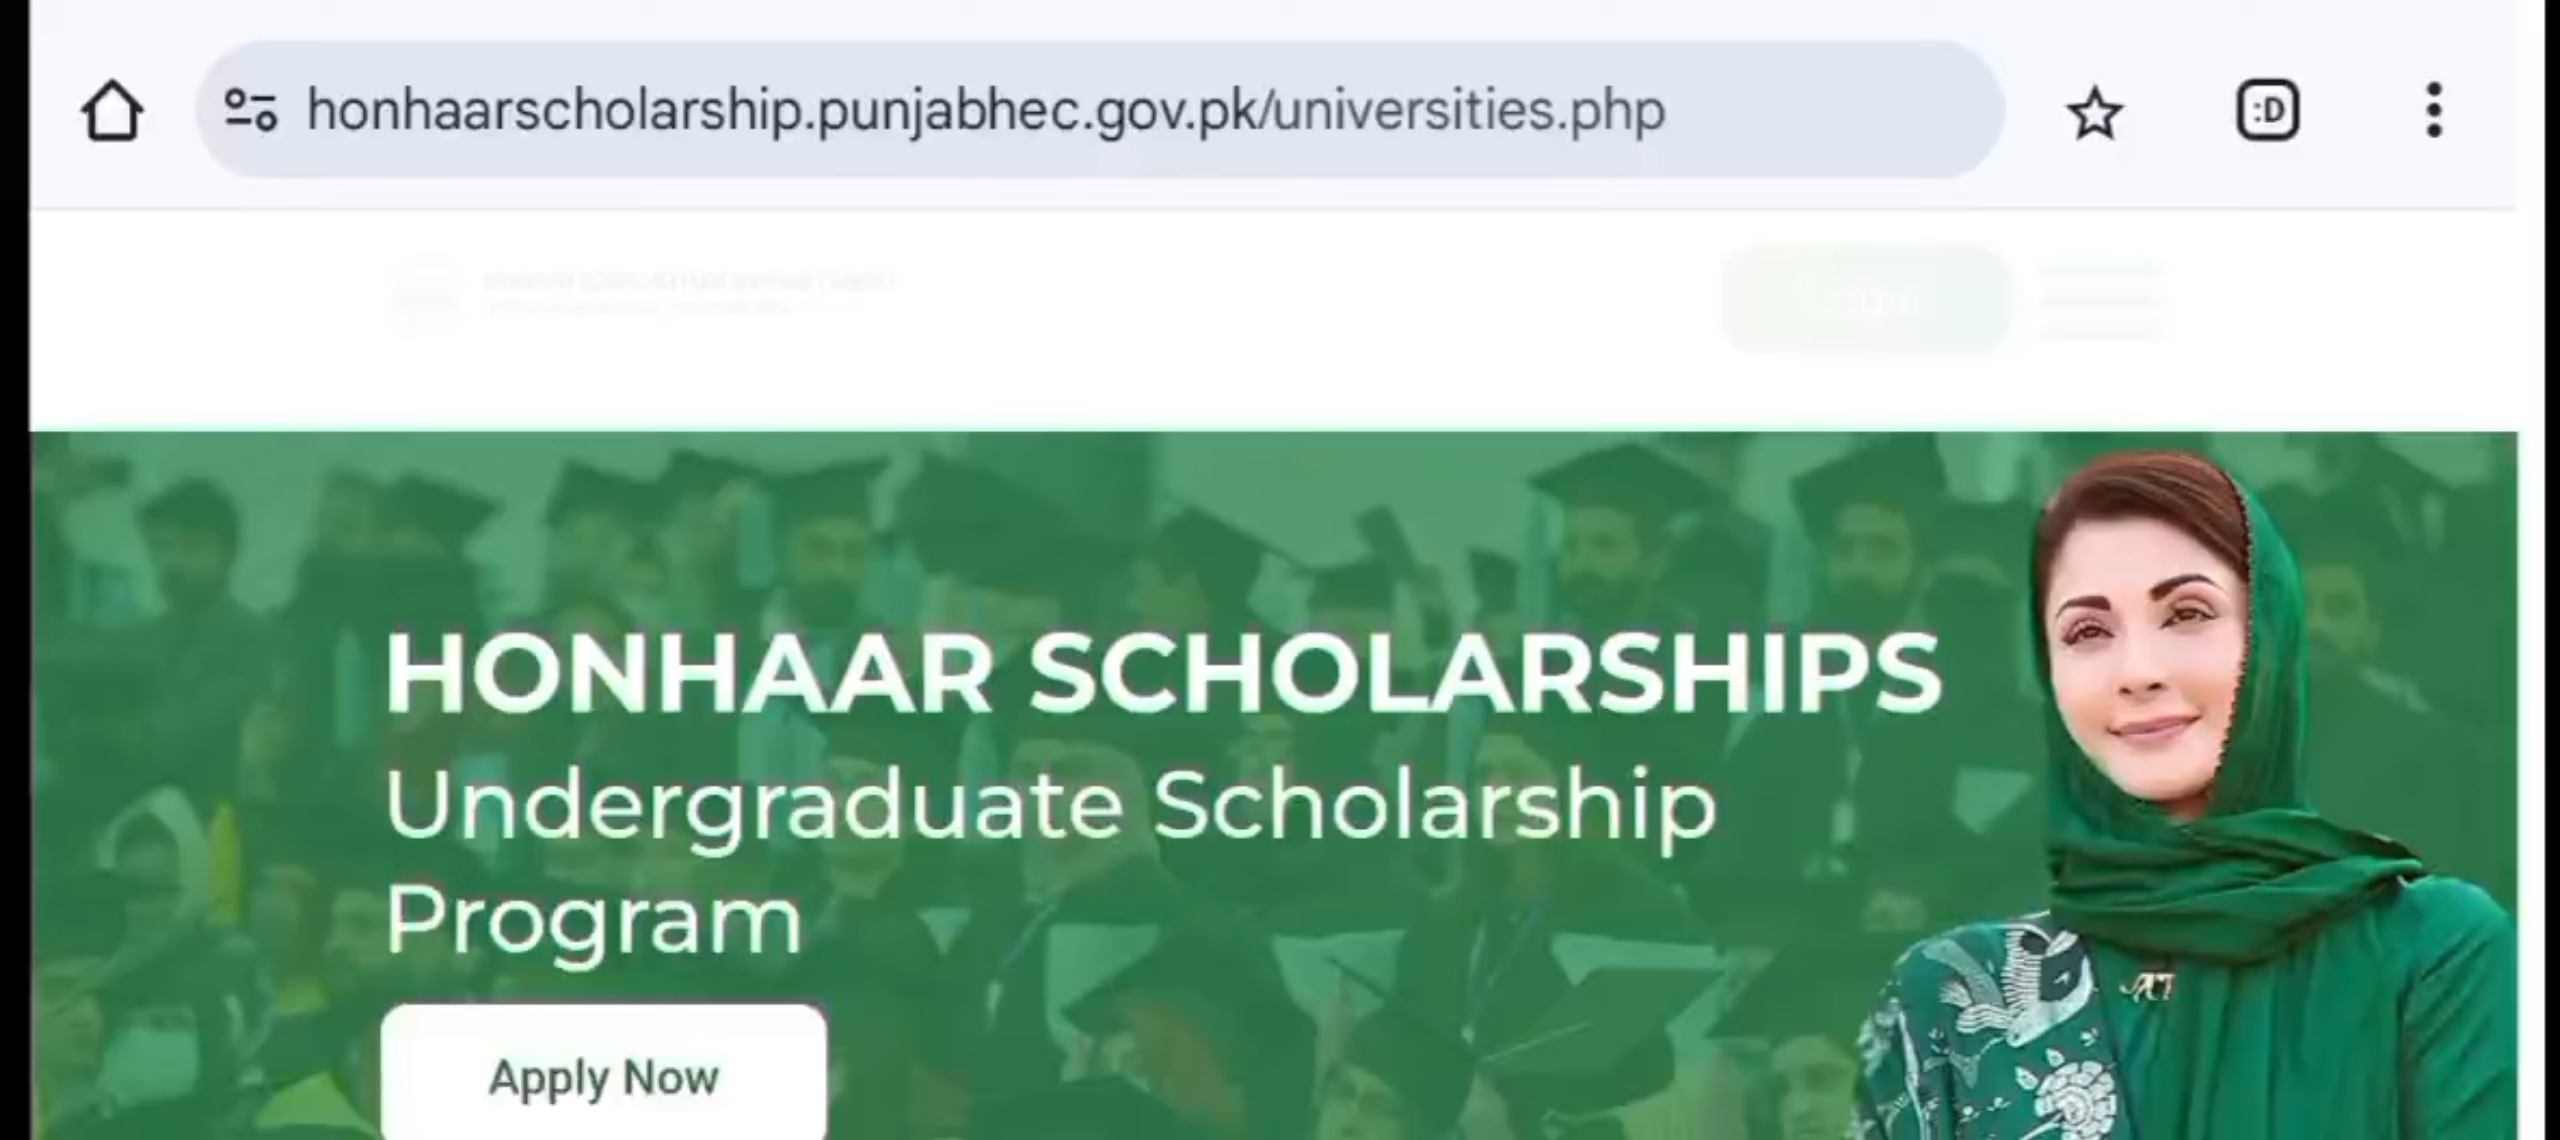 honhaarscholarship.punjabhec.gov.pk/universities.php
:D
HONHAAR SCHOLARSHIPS
Undergraduate Scholarship
Program
Apply Now